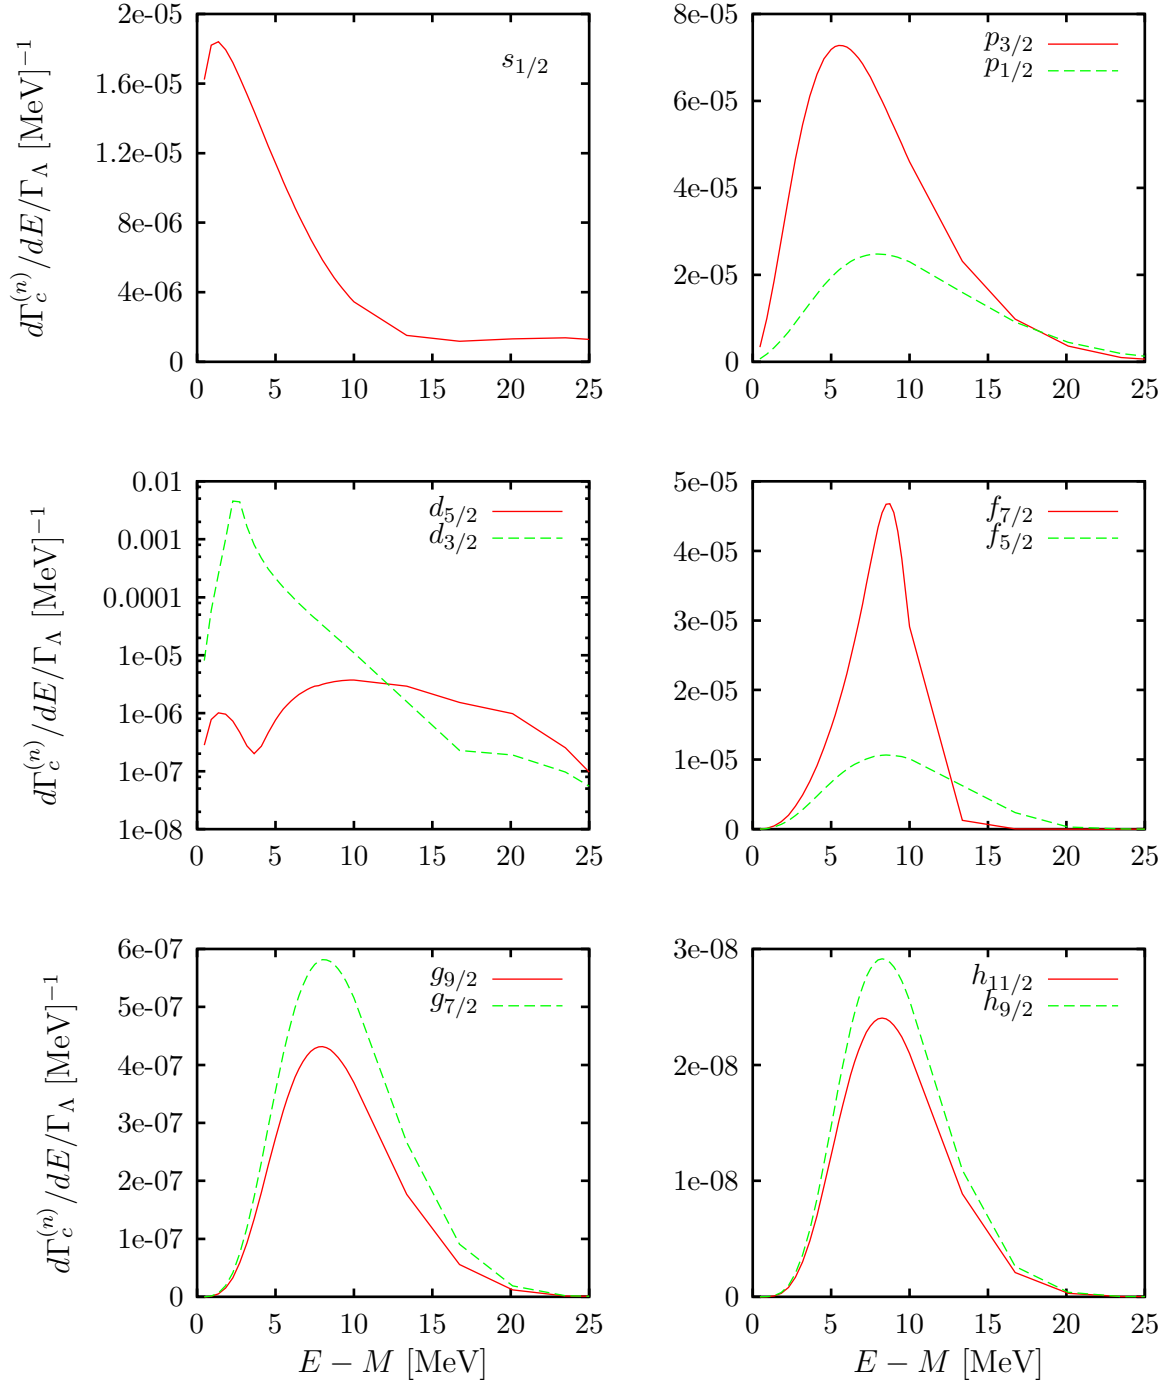 dΓc(n)/dE/ΓΛ [MeV]−1
2e-05
1.6e-05
1.2e-05
8e-06
4e-06
0
s1/2
0 5 10 15 20 25
8e-05
6e-05
4e-05
2e-05
0
p3/2
p1/2
0 5 10 15 20 25
dΓc(n)/dE/ΓΛ [MeV]−1
0.01
0.001
0.0001
1e-05
1e-06
1e-07
1e-08
d5/2
d3/2
0 5 10 15 20 25
5e-05
4e-05
3e-05
2e-05
1e-05
0
f7/2
f5/2
0 5 10 15 20 25
dΓc(n)/dE/ΓΛ [MeV]−1
6e-07
5e-07
4e-07
3e-07
2e-07
1e-07
0
g9/2
g7/2
0 5 10 15 20 25
E − M [MeV]
3e-08
2e-08
1e-08
0
h11/2
h9/2
0 5 10 15 20 25
E − M [MeV]